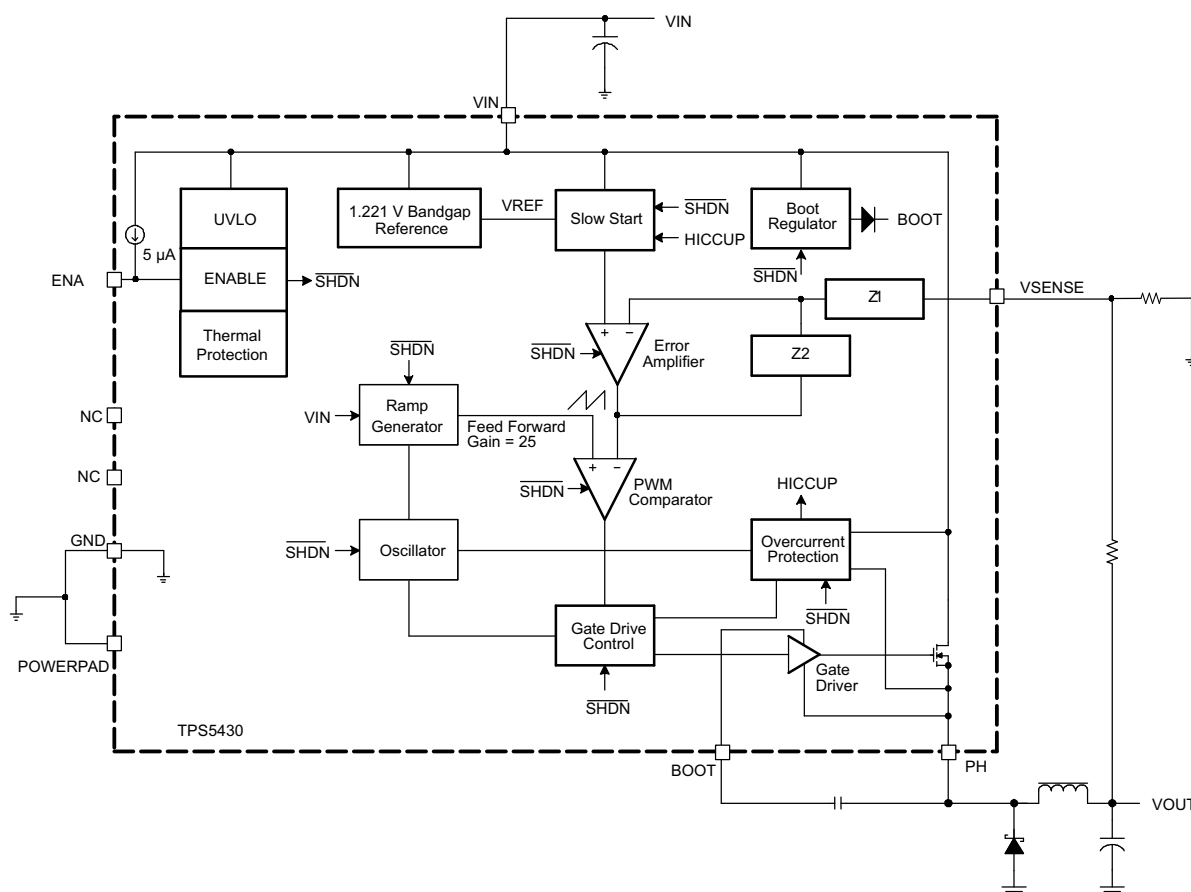 VIN
VIN
UVLO
1.221 V Bandgap
Reference
VREF
Slow Start
SHDN
HICCUP
Boot
Regulator
BOOT
5 µA
ENA
ENABLE
SHDN
SHDN
Z1
VSENSE
Thermal
Protection
SHDN
+ −
Error
Amplifier
Z2
SHDN
VIN
Ramp
Generator
Feed Forward
Gain = 25
NC
NC
+ −
SHDN
PWM
Comparator
HICCUP
GND
SHDN
Oscillator
Overcurrent
Protection
SHDN
Gate Drive
Control
POWERPAD
Gate
Driver
SHDN
TPS5430
BOOT
PH
VOUT